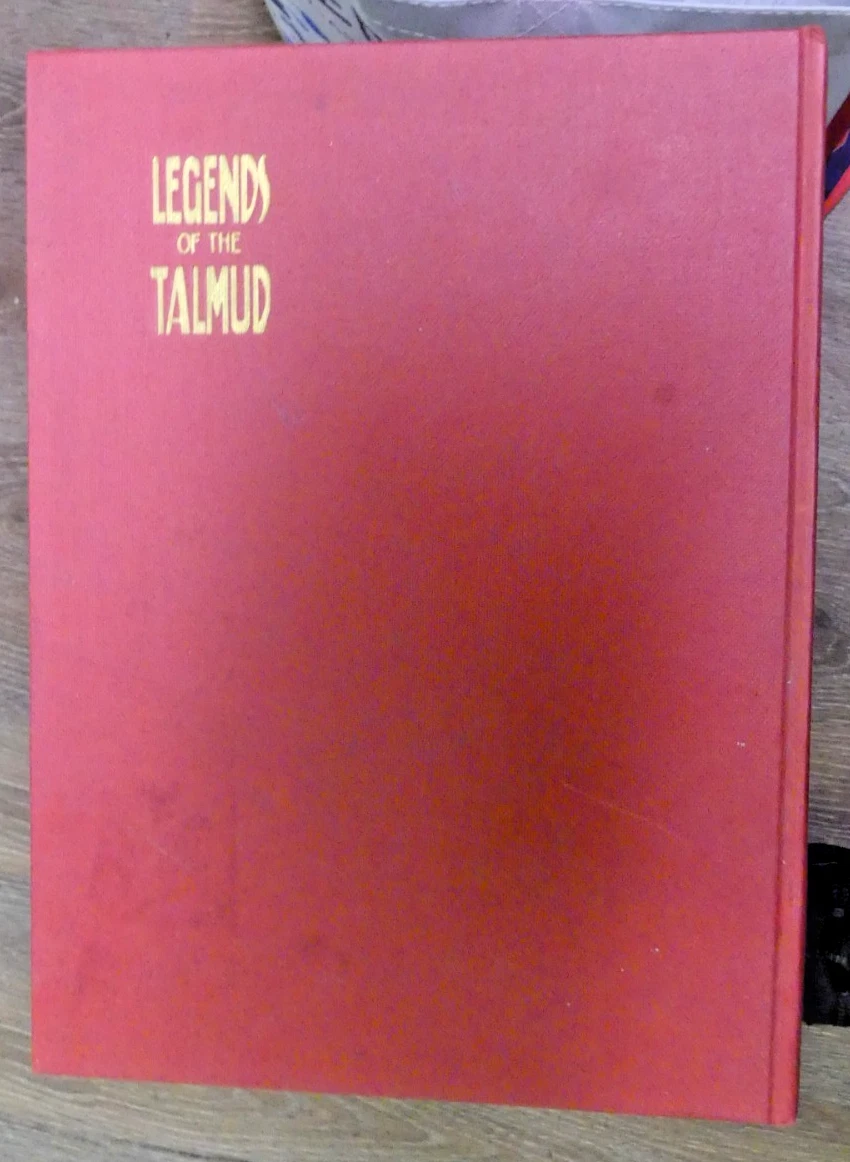 LEGENDS
OF THE
TALMUD